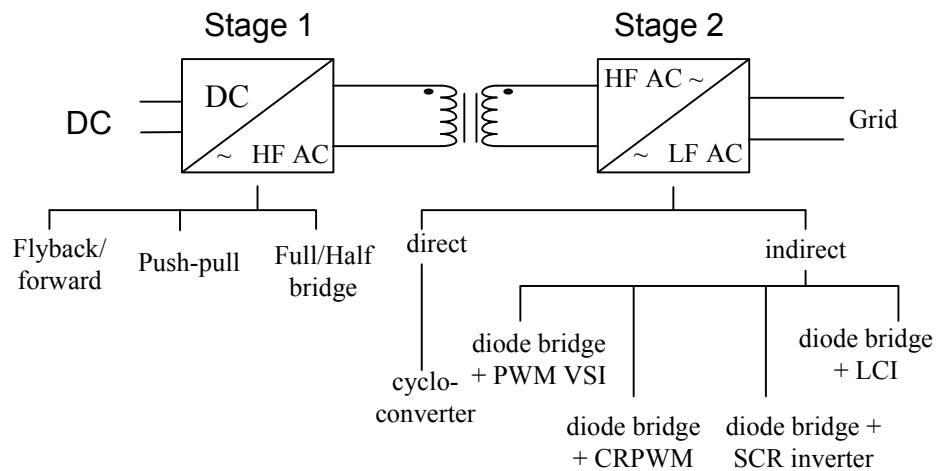 Stage 1
Stage 2
DC
DC
~ HF AC
HF AC ~
~ LF AC
Grid
Flyback/
forward
Push-pull
Full/Half
bridge
direct
indirect
cyclo-
converter
diode bridge
+ PWM VSI
diode bridge
+ CRPWM
diode bridge +
SCR inverter
diode bridge
+ LCI